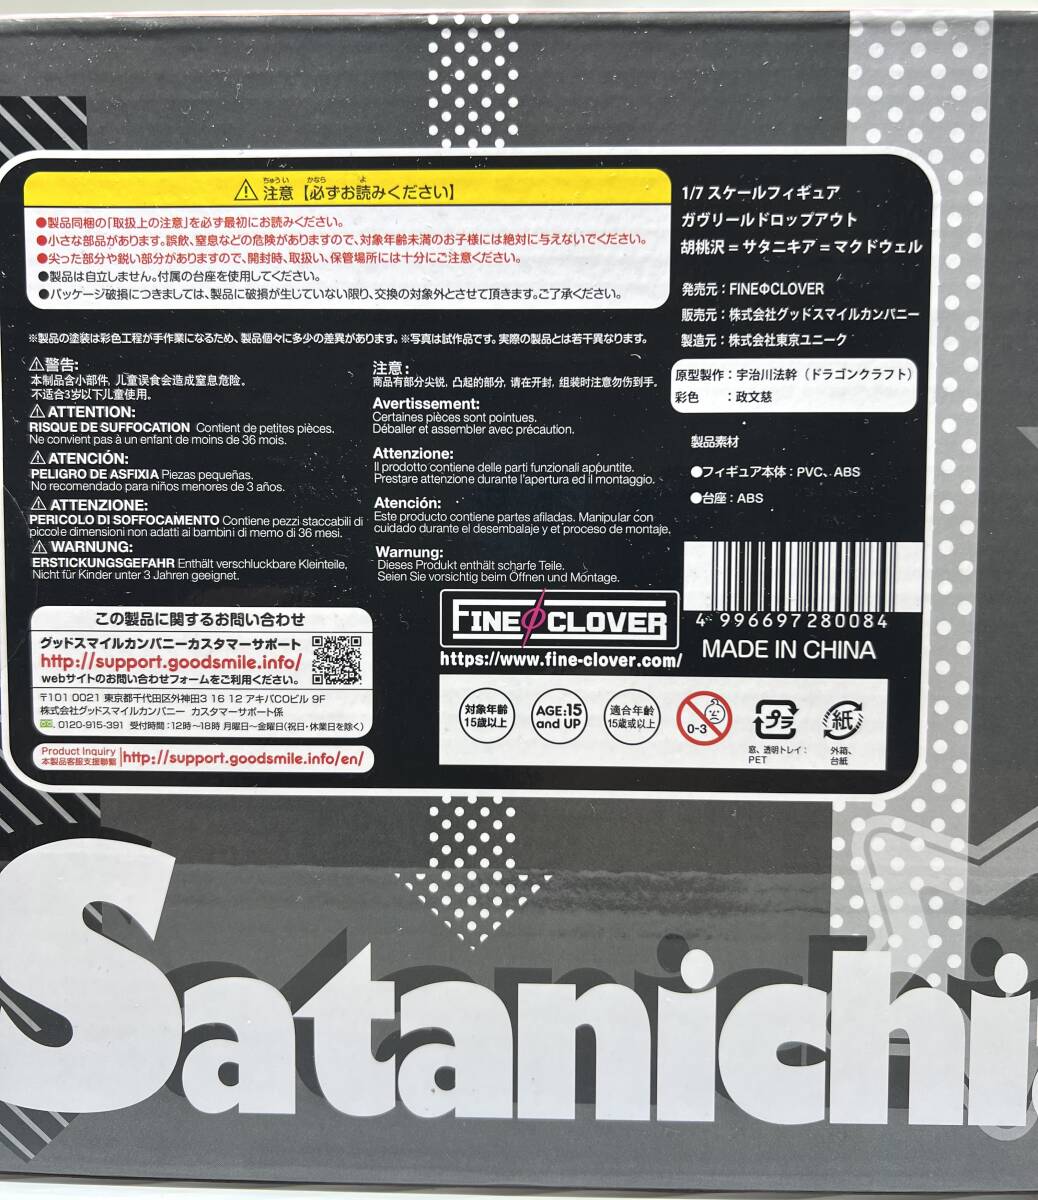 ちゅうい かなら よ
⚠ 注意【必ずお読みください】
●製品同梱の「取扱上の注意」を必ず最初にお読みください。
●小さな部品があります。誤飲、窒息などの危険がありますので、対象年齢未満のお子様には絶対に与えないでください。
●尖った部分や鋭い部分がありますので、開封時、取扱い、保管場所には十分にご注意ください。
●製品は自立しません。付属の台座を使用してください。
●パッケージ破損につきましては、製品に破損が生じていない限り、交換の対象外とさせて頂きます。ご了承ください。
※製品の塗装は彩色工程が手作業になるため、製品個々に多少の差異があります。※写真は試作品です。実際の製品とは若干異なります。
⚠警告:
本制品含小部件, 儿童误食会造成窒息危险。
不适合3岁以下儿童使用。
⚠ ATTENTION:
RISQUE DE SUFFOCATION Contient de petites pièces.
Ne convient pas à un enfant de moins de 36 mois.
⚠ ATENCIÓN:
PELIGRO DE ASFIXIA Piezas pequeñas.
No recomendado para niños menores de 3 años.
⚠ ATTENZIONE:
PERICOLO DI SOFFOCAMENTO Contiene pezzi staccabili di
piccole dimensioni non adatti ai bambini di memo di 36 mesi.
⚠ WARNUNG:
ERSTICKUNGSGEFAHR Enthält verschluckbare Kleinteile,
Nicht für Kinder unter 3 Jahren geeignet.
注意:
商品有部分尖锐, 凸起的部分, 请在开封, 组装时注意勿伤到手。
Avertissement:
Certaines pièces sont pointues.
Déballer et assembler avec précaution.
Attenzione:
Il prodotto contiene delle parti funzionali appuntite.
Prestare attenzione durante l'apertura ed il montaggio.
Atención:
Este producto contiene partes afiladas. Manipular con
cuidado durante el desembalaje y et proceso de montaje.
Warnung:
Dieses Produkt enthält scharfe Teile.
Seien Sie vorsichtig beim Öffnen und Montage.
この製品に関するお問い合わせ
グッドスマイルカンパニーカスタマーサポート
http://support.goodsmile.info/
webサイトのお問い合わせフォームをご利用ください。
〒101 0021 東京都千代田区外神田3 16 12 アキバCOビル 9F
株式会社グッドスマイルカンパニー カスタマーサポート係
0120-915-391 受付時間:12時〜18時 月曜日〜金曜日(祝日・休業日を除く)
Product Inquiry
本製品客服支援聯繫
http://support.goodsmile.info/en/
FINEΦCLOVER
https://www.fine-clover.com/
1/7 スケールフィギュア
ガヴリールドロップアウト
胡桃沢=サタニキア=マクドウェル
発売元:FINEΦCLOVER
販売元:株式会社グッドスマイルカンパニー
製造元:株式会社東京ユニーク
原型製作:宇治川法幹(ドラゴンクラフト)
彩色 :政文慈
製品素材
●フィギュア本体:PVC、ABS
●台座:ABS
4 996697 280084
MADE IN CHINA
対象年齢
15歳以上
AGE:15
and UP
適合年齡
15歲或以上
0-3
プラ
窓、透明トレイ:
PET
紙
外箱、
台紙
Satanichia